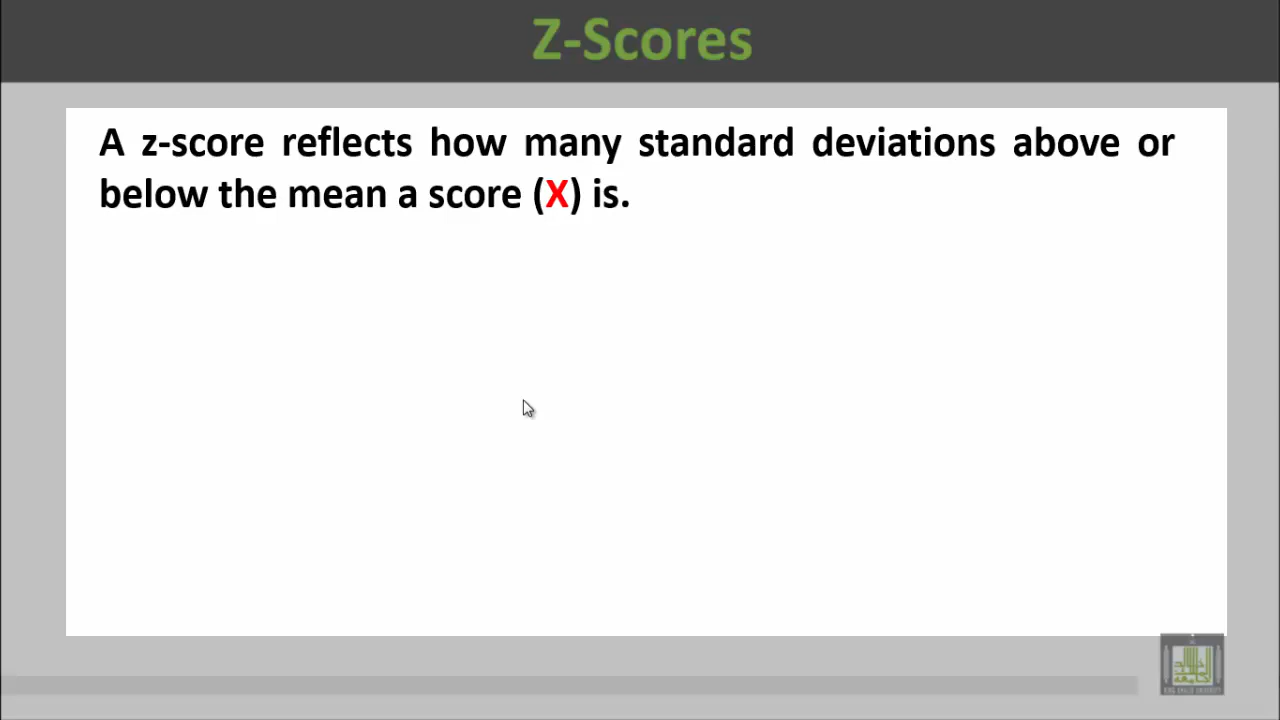 Z-Scores
A z-score reflects how many standard deviations above or
below the mean a score (X) is.